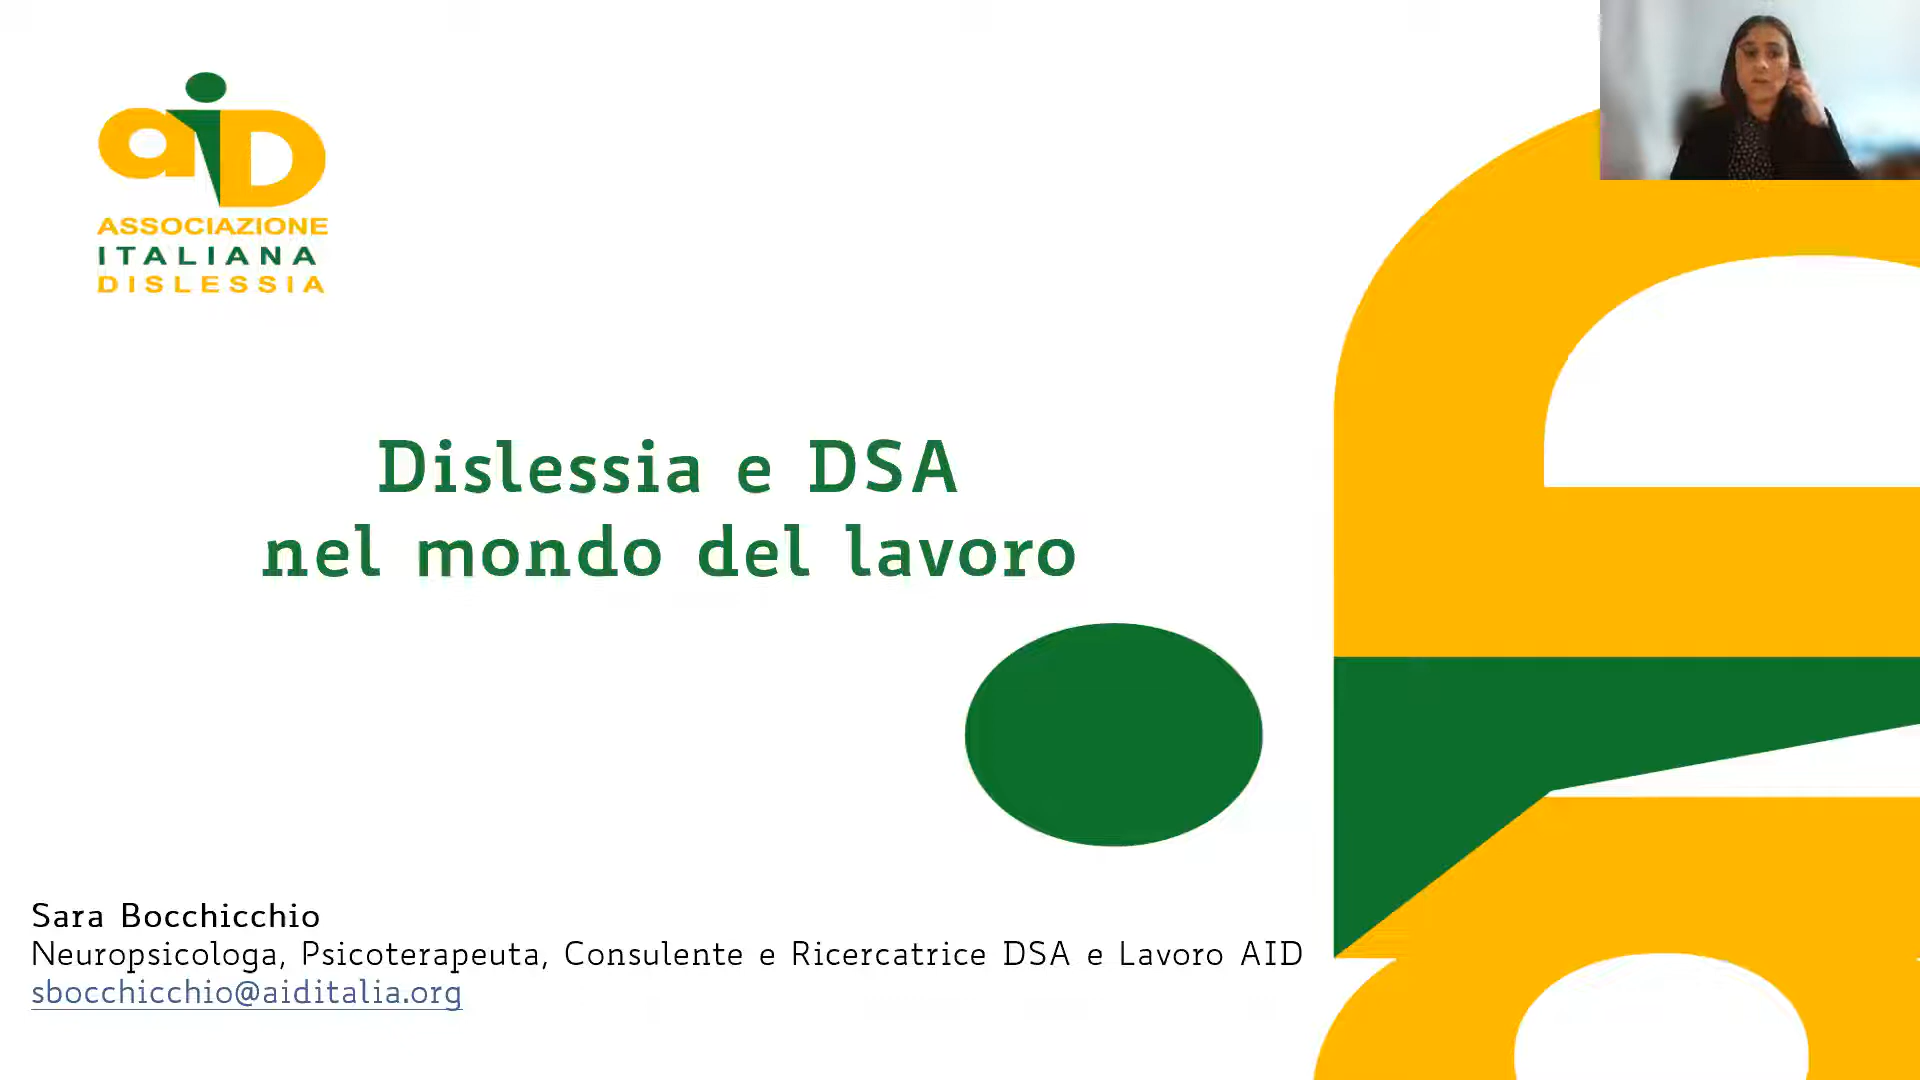 aiD
ASSOCIAZIONE
ITALIANA
DISLESSIA
Dislessia e DSA
nel mondo del lavoro
Sara Bocchicchio
Neuropsicologa, Psicoterapeuta, Consulente e Ricercatrice DSA e Lavoro AID
sbocchicchio@aiditalia.org